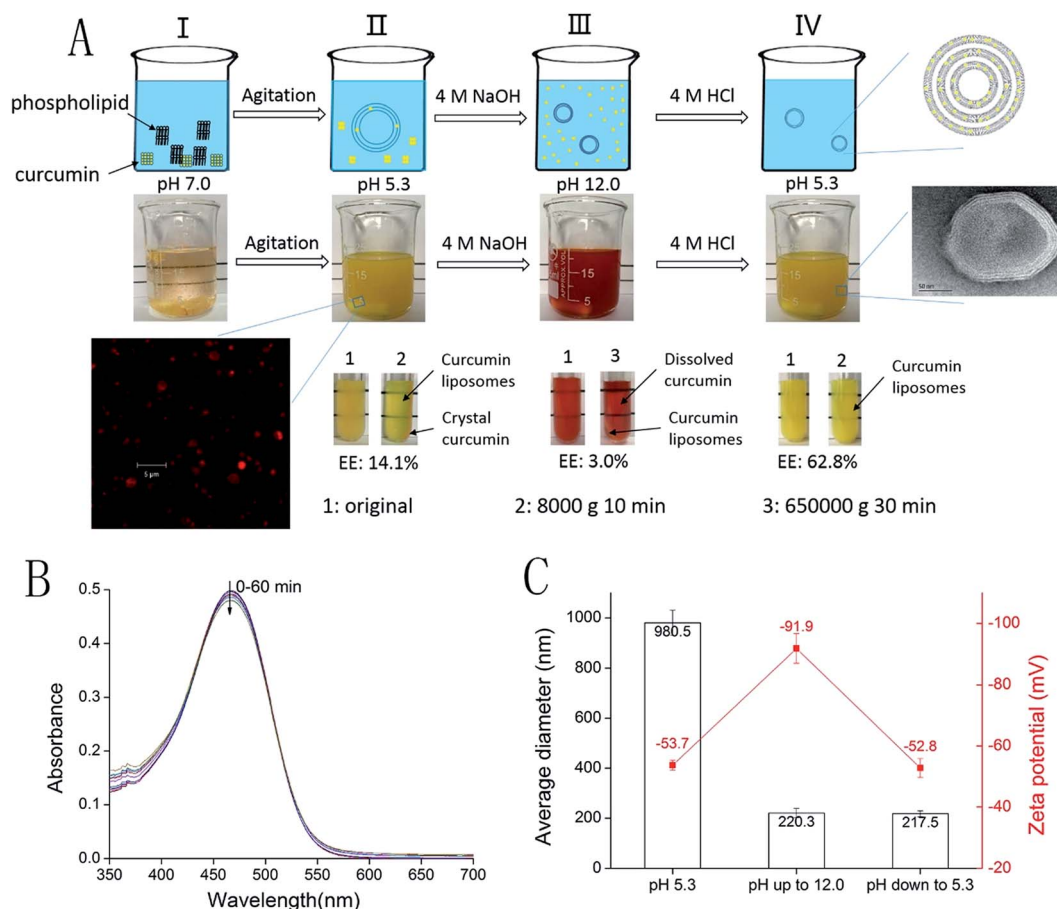 A
I
II
III
IV
phospholipid
curcumin
Agitation
4 M NaOH
4 M HCl
pH 7.0
pH 5.3
pH 12.0
pH 5.3
Agitation
4 M NaOH
4 M HCl
15
15
5
APPROX.VOL
15
50 nm
5 µm
1
2
Curcumin
liposomes
Crystal
curcumin
EE: 14.1%
1
3
Dissolved
curcumin
Curcumin
liposomes
EE: 3.0%
1
2
Curcumin
liposomes
EE: 62.8%
1: original
2: 8000 g 10 min
3: 650000 g 30 min
B
0-60 min
Absorbance
0.5
0.4
0.3
0.2
0.1
0.0
350 400 450 500 550 600 650 700
Wavelength(nm)
C
Average diameter (nm)
1000
800
600
400
200
0
980.5
220.3
217.5
-53.7
-91.9
-52.8
-100
-80
-60
-40
-20
Zeta potential (mV)
pH 5.3
pH up to 12.0
pH down to 5.3